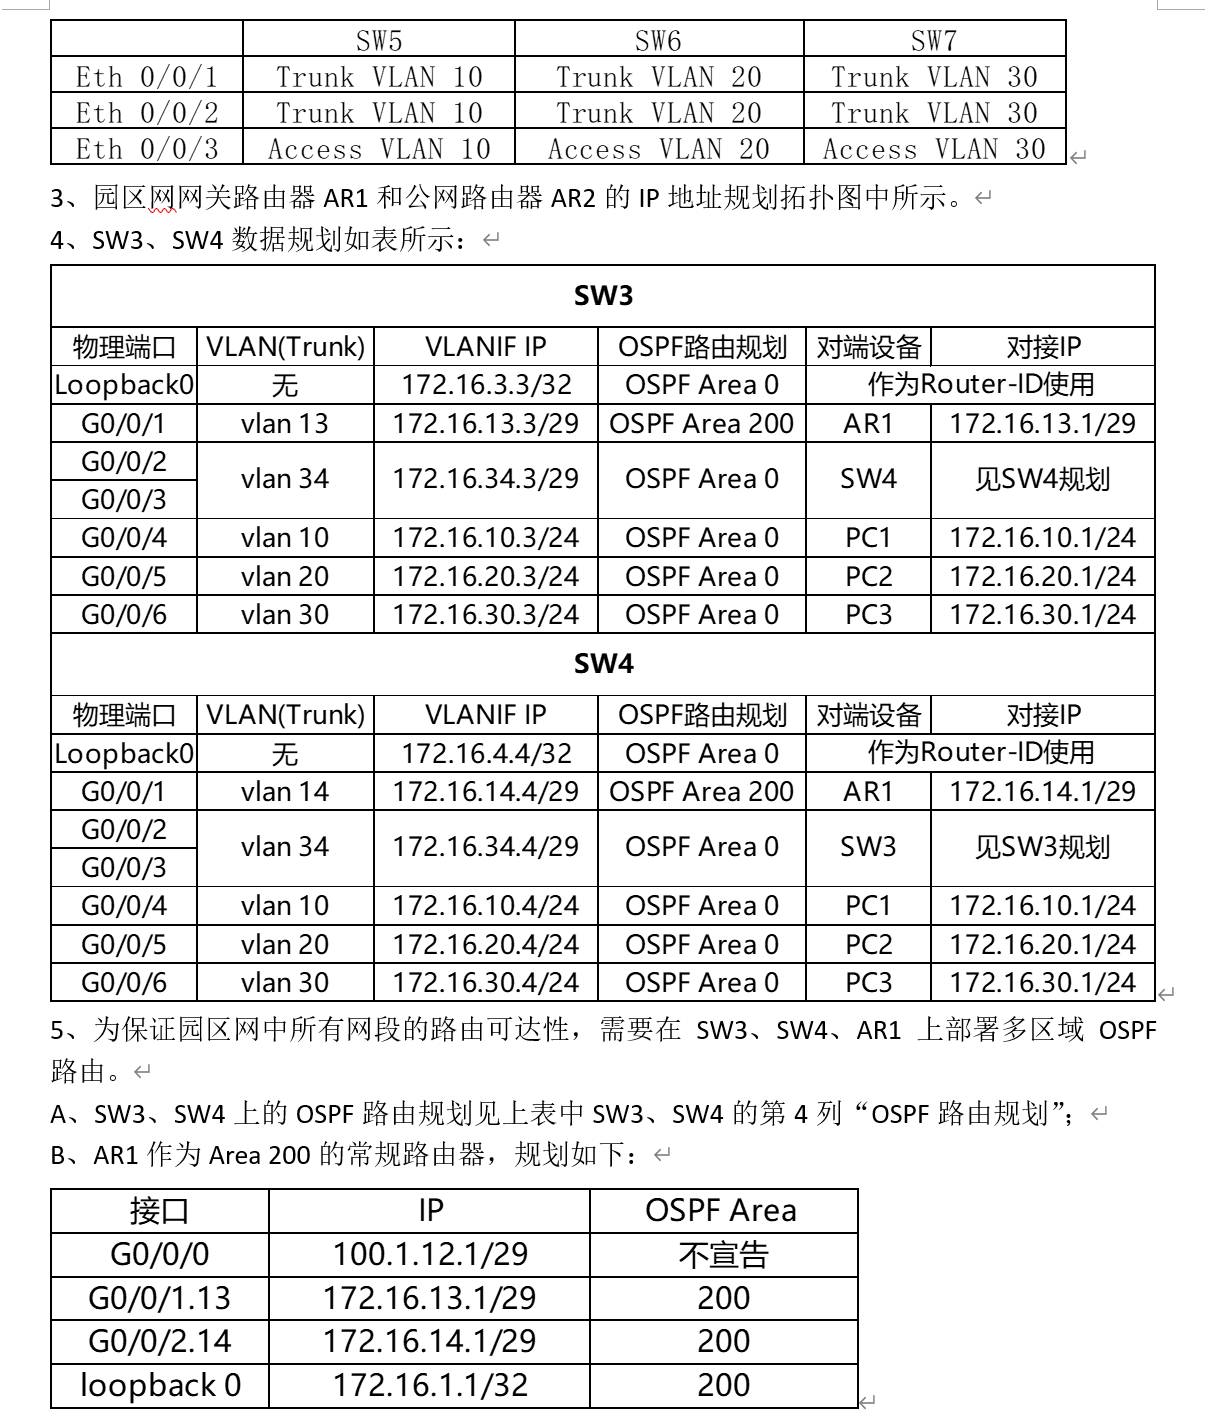 SW5 SW6 SW7
Eth 0/0/1 Trunk VLAN 10 Trunk VLAN 20 Trunk VLAN 30
Eth 0/0/2 Trunk VLAN 10 Trunk VLAN 20 Trunk VLAN 30
Eth 0/0/3 Access VLAN 10 Access VLAN 20 Access VLAN 30
3、园区网网关路由器 AR1 和公网路由器 AR2 的 IP 地址规划拓扑图中所示。
4、SW3、SW4 数据规划如表所示：
SW3
物理端口 VLAN(Trunk) VLANIF IP OSPF路由规划 对端设备 对接IP
Loopback0 无 172.16.3.3/32 OSPF Area 0 作为Router-ID使用
G0/0/1 vlan 13 172.16.13.3/29 OSPF Area 200 AR1 172.16.13.1/29
G0/0/2
vlan 34 172.16.34.3/29 OSPF Area 0 SW4 见SW4规划
G0/0/3
G0/0/4 vlan 10 172.16.10.3/24 OSPF Area 0 PC1 172.16.10.1/24
G0/0/5 vlan 20 172.16.20.3/24 OSPF Area 0 PC2 172.16.20.1/24
G0/0/6 vlan 30 172.16.30.3/24 OSPF Area 0 PC3 172.16.30.1/24
SW4
物理端口 VLAN(Trunk) VLANIF IP OSPF路由规划 对端设备 对接IP
Loopback0 无 172.16.4.4/32 OSPF Area 0 作为Router-ID使用
G0/0/1 vlan 14 172.16.14.4/29 OSPF Area 200 AR1 172.16.14.1/29
G0/0/2
vlan 34 172.16.34.4/29 OSPF Area 0 SW3 见SW3规划
G0/0/3
G0/0/4 vlan 10 172.16.10.4/24 OSPF Area 0 PC1 172.16.10.1/24
G0/0/5 vlan 20 172.16.20.4/24 OSPF Area 0 PC2 172.16.20.1/24
G0/0/6 vlan 30 172.16.30.4/24 OSPF Area 0 PC3 172.16.30.1/24
5、为保证园区网中所有网段的路由可达性，需要在 SW3、SW4、AR1 上部署多区域 OSPF
路由。
A、SW3、SW4 上的 OSPF 路由规划见上表中 SW3、SW4 的第 4 列“OSPF 路由规划”；
B、AR1 作为 Area 200 的常规路由器，规划如下：
接口 IP OSPF Area
G0/0/0 100.1.12.1/29 不宣告
G0/0/1.13 172.16.13.1/29 200
G0/0/2.14 172.16.14.1/29 200
loopback 0 172.16.1.1/32 200